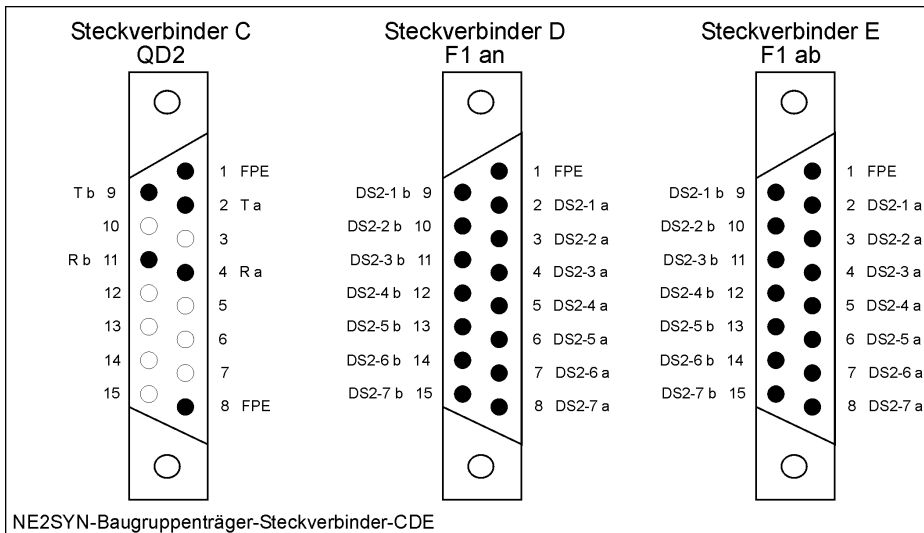 Steckverbinder C
QD2
1 FPE
T b 9
2 T a
10
3
R b 11
4 R a
12
5
13
6
14
7
15
8 FPE
Steckverbinder D
F1 an
1 FPE
DS2-1 b 9
2 DS2-1 a
DS2-2 b 10
3 DS2-2 a
DS2-3 b 11
4 DS2-3 a
DS2-4 b 12
5 DS2-4 a
DS2-5 b 13
6 DS2-5 a
DS2-6 b 14
7 DS2-6 a
DS2-7 b 15
8 DS2-7 a
Steckverbinder E
F1 ab
1 FPE
DS2-1 b 9
2 DS2-1 a
DS2-2 b 10
3 DS2-2 a
DS2-3 b 11
4 DS2-3 a
DS2-4 b 12
5 DS2-4 a
DS2-5 b 13
6 DS2-5 a
DS2-6 b 14
7 DS2-6 a
DS2-7 b 15
8 DS2-7 a
NE2SYN-Baugruppenträger-Steckverbinder-CDE